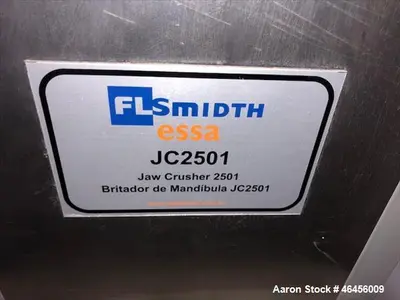 FLSMIDTH
essa
JC2501
Jaw Crusher 2501
Britador de Mandíbula JC2501
Aaron Stock # 46456009